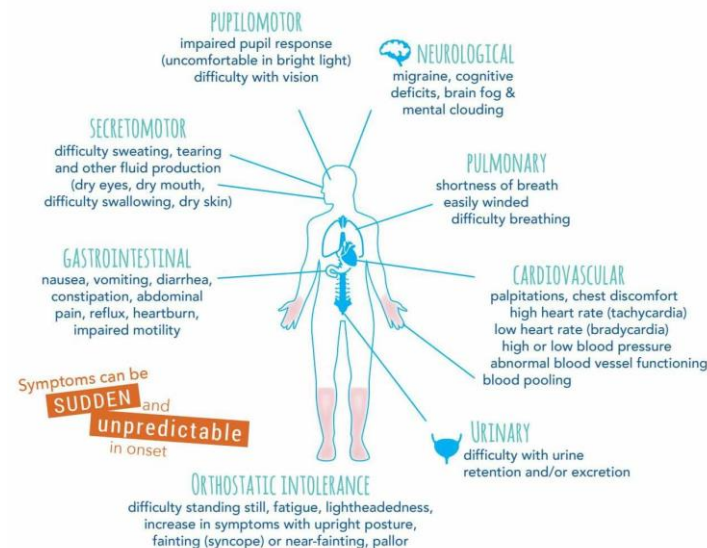 PUPILOMOTOR
impaired pupil response
(uncomfortable in bright light)
difficulty with vision
NEUROLOGICAL
migraine, cognitive
deficits, brain fog &
mental clouding
SECRETOMOTOR
difficulty sweating, tearing
and other fluid production
(dry eyes, dry mouth,
difficulty swallowing, dry skin)
PULMONARY
shortness of breath
easily winded
difficulty breathing
GASTROINTESTINAL
nausea, vomiting, diarrhea,
constipation, abdominal
pain, reflux, heartburn,
impaired motility
CARDIOVASCULAR
palpitations, chest discomfort
high heart rate (tachycardia)
low heart rate (bradycardia)
high or low blood pressure
abnormal blood vessel functioning
blood pooling
Symptoms can be
SUDDEN and
unpredictable
in onset
URINARY
difficulty with urine
retention and/or excretion
ORTHOSTATIC INTOLERANCE
difficulty standing still, fatigue, lightheadedness,
increase in symptoms with upright posture,
fainting (syncope) or near-fainting, pallor